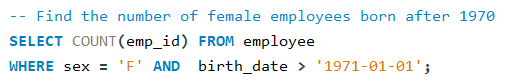 -- Find the number of female employees born after 1970
SELECT COUNT(emp_id) FROM employee
WHERE sex = 'F' AND  birth_date > '1971-01-01';